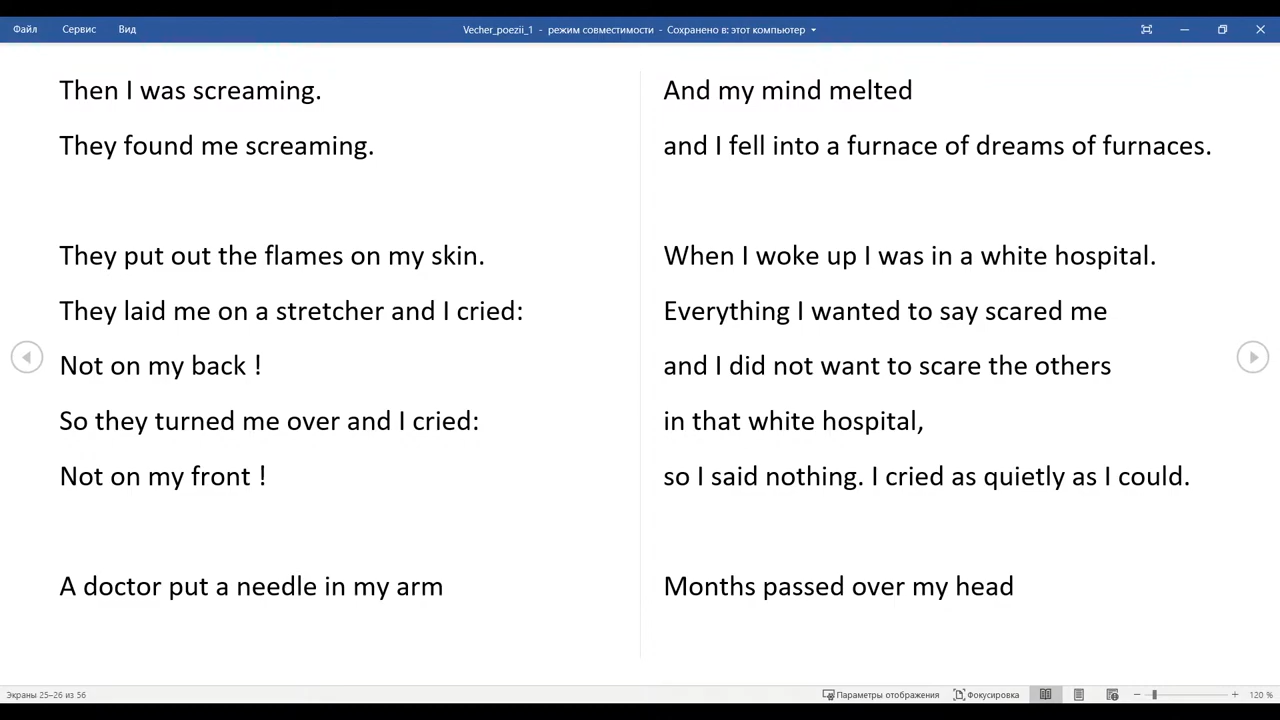 Файл Сервис Вид Vecher_poezii_1 - режим совместимости - Сохранено в: этот компьютер
Then I was screaming.
They found me screaming.
They put out the flames on my skin.
They laid me on a stretcher and I cried:
Not on my back !
So they turned me over and I cried:
Not on my front !
A doctor put a needle in my arm
And my mind melted
and I fell into a furnace of dreams of furnaces.
When I woke up I was in a white hospital.
Everything I wanted to say scared me
and I did not want to scare the others
in that white hospital,
so I said nothing. I cried as quietly as I could.
Months passed over my head
Экраны 25–26 из 56 Параметры отображения Фокусировка 120 %